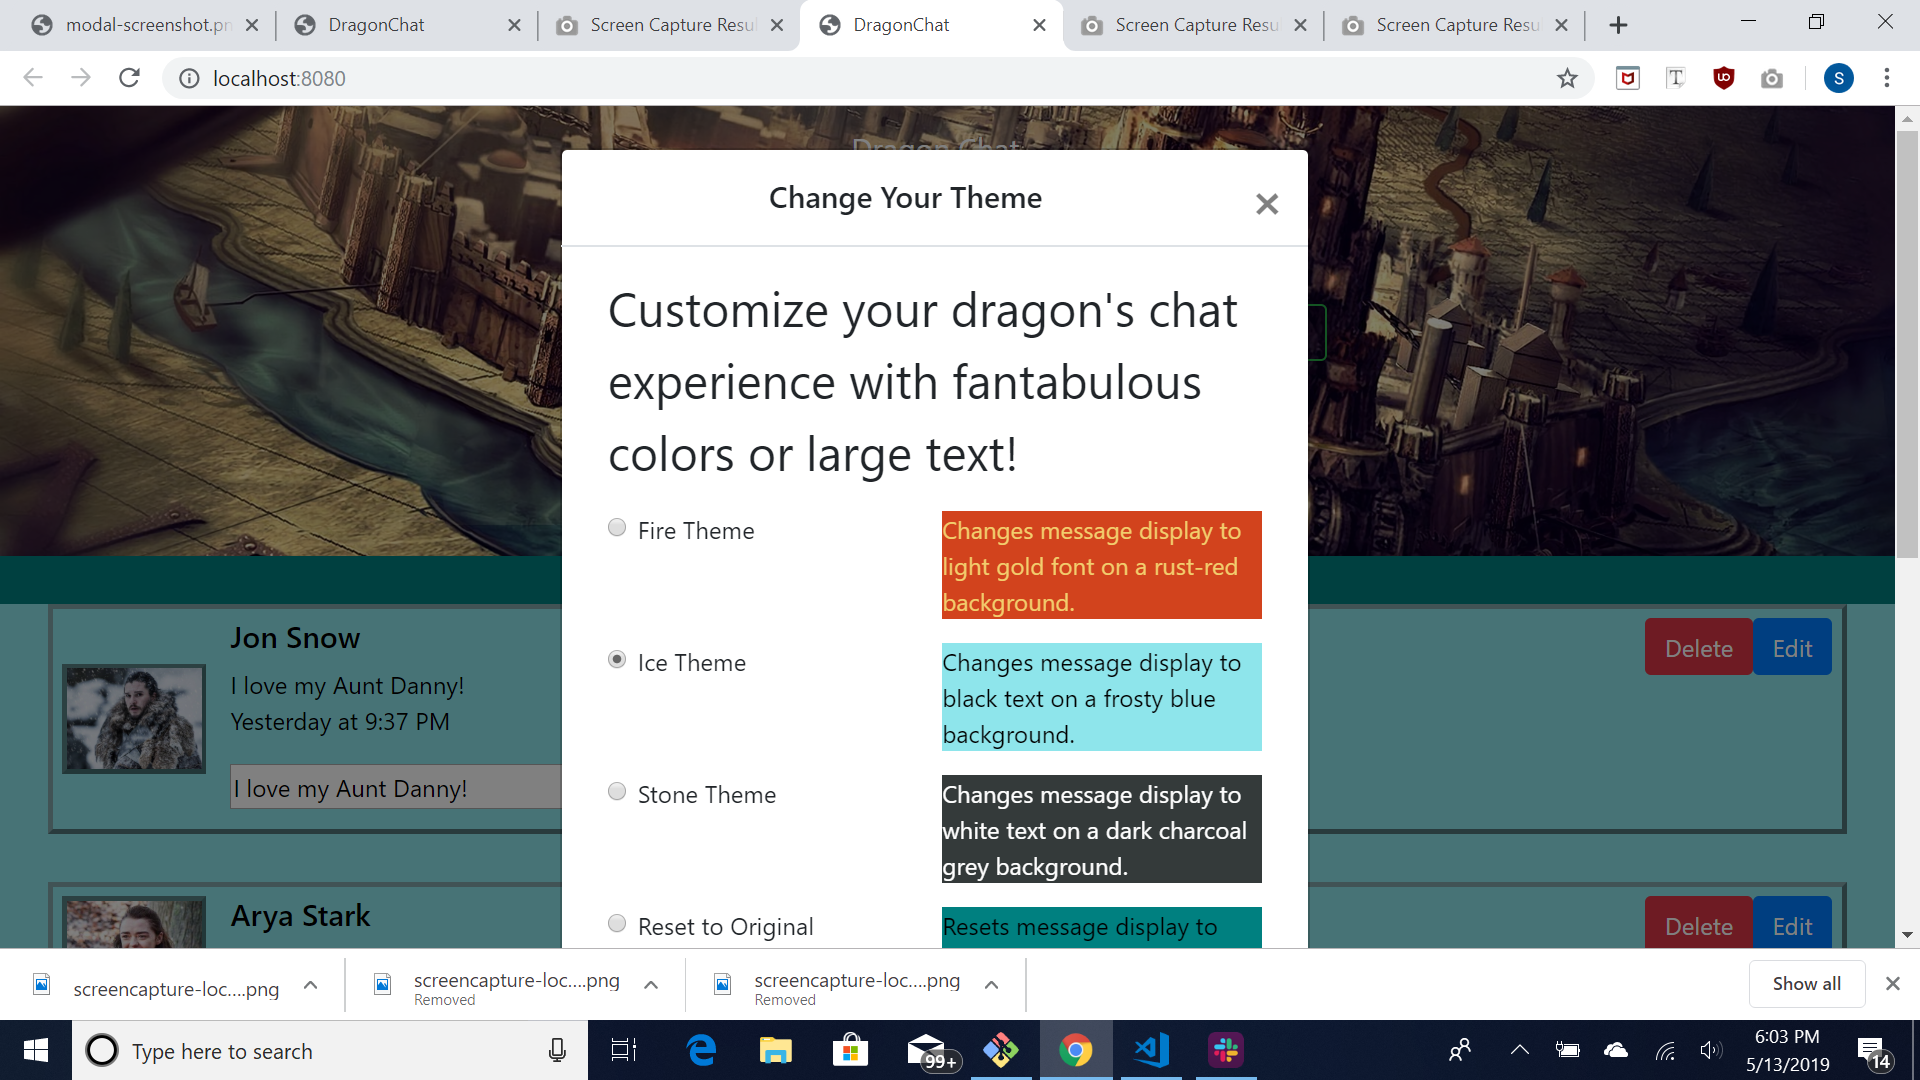 modal-screenshot.pn
DragonChat
Screen Capture Resul
DragonChat
Screen Capture Resu
Screen Capture Resu
localhost:8080
S
Dragon Chat
Change Your Theme
Customize your dragon's chat
experience with fantabulous
colors or large text!
Fire Theme
Changes message display to
light gold font on a rust-red
background.
Ice Theme
Changes message display to
black text on a frosty blue
background.
Stone Theme
Changes message display to
white text on a dark charcoal
grey background.
Reset to Original
Resets message display to
Jon Snow
I love my Aunt Danny!
Yesterday at 9:37 PM
I love my Aunt Danny!
Delete
Edit
Arya Stark
Delete
Edit
screencapture-loc....png
screencapture-loc....png
Removed
screencapture-loc....png
Removed
Show all
Type here to search
99+
6:03 PM
5/13/2019
14